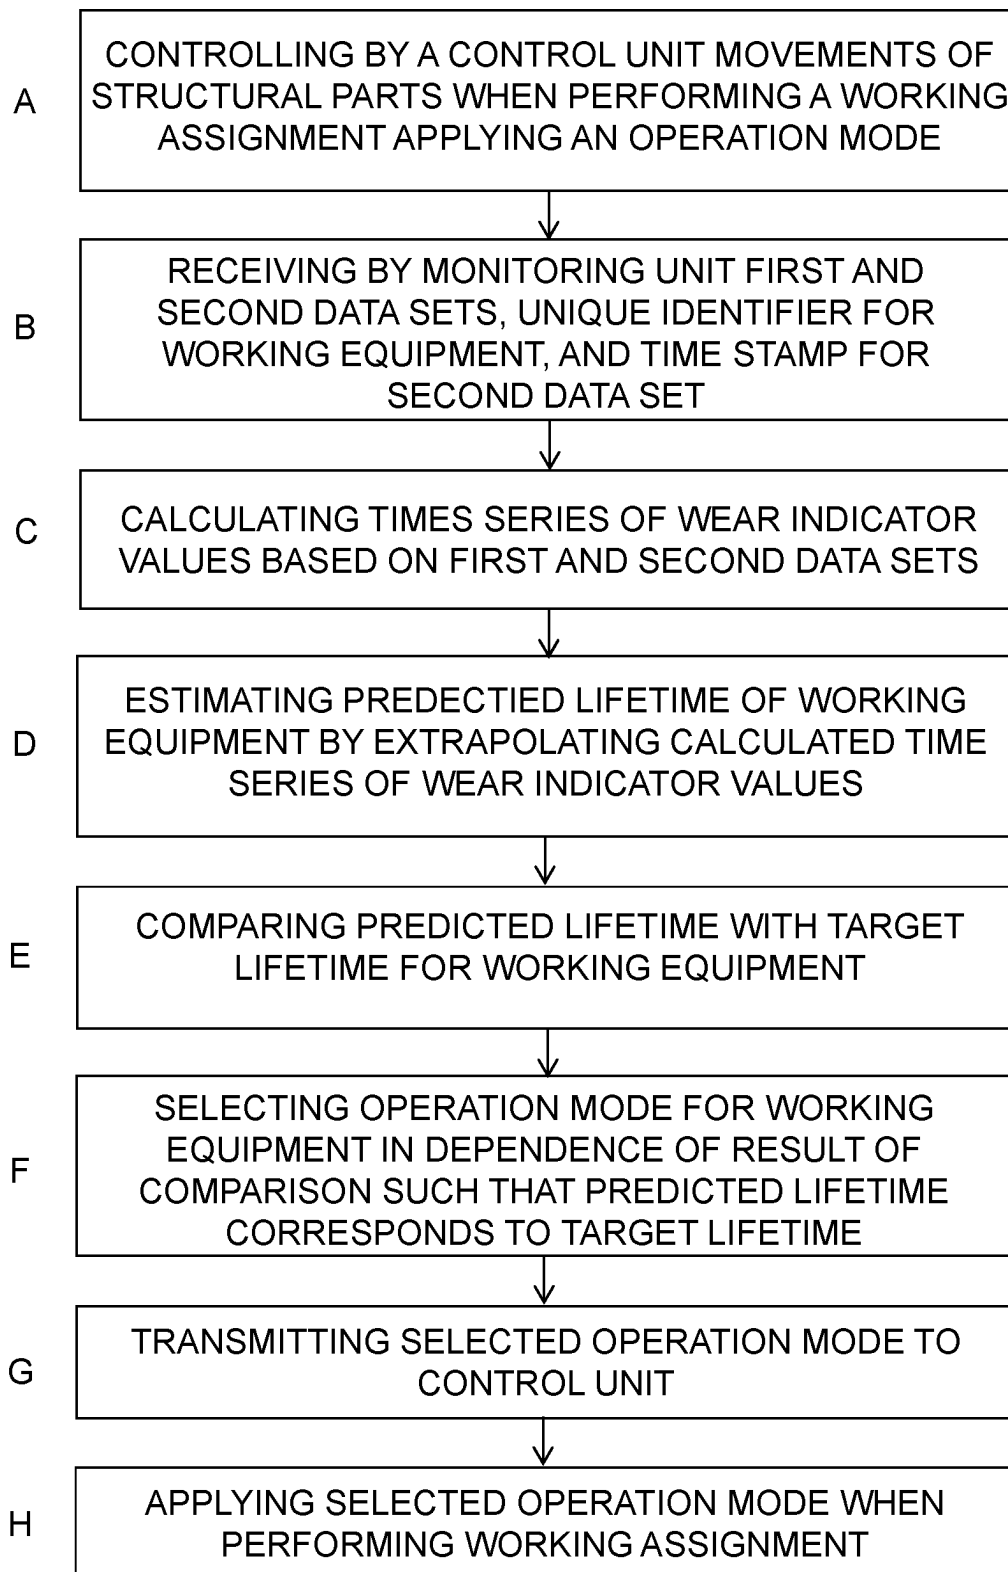 A
CONTROLLING BY A CONTROL UNIT MOVEMENTS OF
STRUCTURAL PARTS WHEN PERFORMING A WORKING
ASSIGNMENT APPLYING AN OPERATION MODE
B
RECEIVING BY MONITORING UNIT FIRST AND
SECOND DATA SETS, UNIQUE IDENTIFIER FOR
WORKING EQUIPMENT, AND TIME STAMP FOR
SECOND DATA SET
C
CALCULATING TIMES SERIES OF WEAR INDICATOR
VALUES BASED ON FIRST AND SECOND DATA SETS
D
ESTIMATING PREDECTIED LIFETIME OF WORKING
EQUIPMENT BY EXTRAPOLATING CALCULATED TIME
SERIES OF WEAR INDICATOR VALUES
E
COMPARING PREDICTED LIFETIME WITH TARGET
LIFETIME FOR WORKING EQUIPMENT
F
SELECTING OPERATION MODE FOR WORKING
EQUIPMENT IN DEPENDENCE OF RESULT OF
COMPARISON SUCH THAT PREDICTED LIFETIME
CORRESPONDS TO TARGET LIFETIME
G
TRANSMITTING SELECTED OPERATION MODE TO
CONTROL UNIT
H
APPLYING SELECTED OPERATION MODE WHEN
PERFORMING WORKING ASSIGNMENT